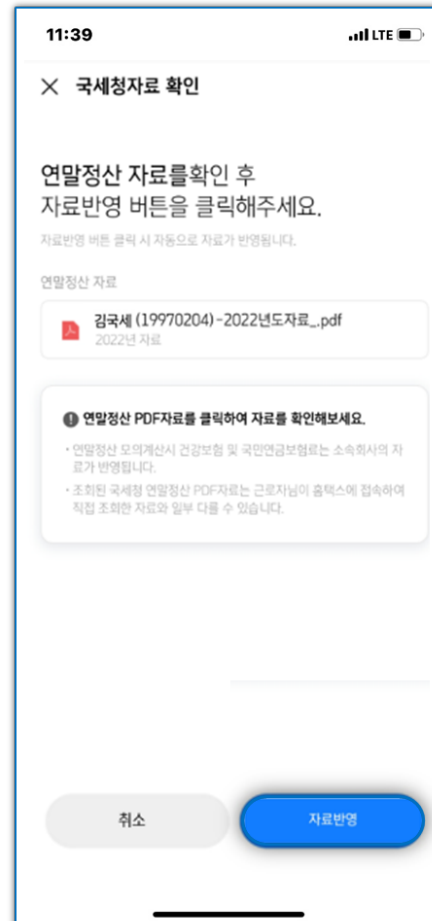 11:39
LTE
국세청자료 확인
연말정산 자료를확인 후
자료반영 버튼을 클릭해주세요.
자료반영 버튼 클릭 시 자동으로 자료가 반영됩니다.
연말정산 자료
김국세 (19970204)-2022년도자료_.pdf
2022년 자료
연말정산 PDF자료를 클릭하여 자료를 확인해보세요.
· 연말정산 모의계산시 건강보험 및 국민연금보험료는 소속회사의 자
료가 반영됩니다.
· 조회된 국세청 연말정산 PDF자료는 근로자님이 홈택스에 접속하여
직접 조회한 자료와 일부 다를 수 있습니다.
취소
자료반영